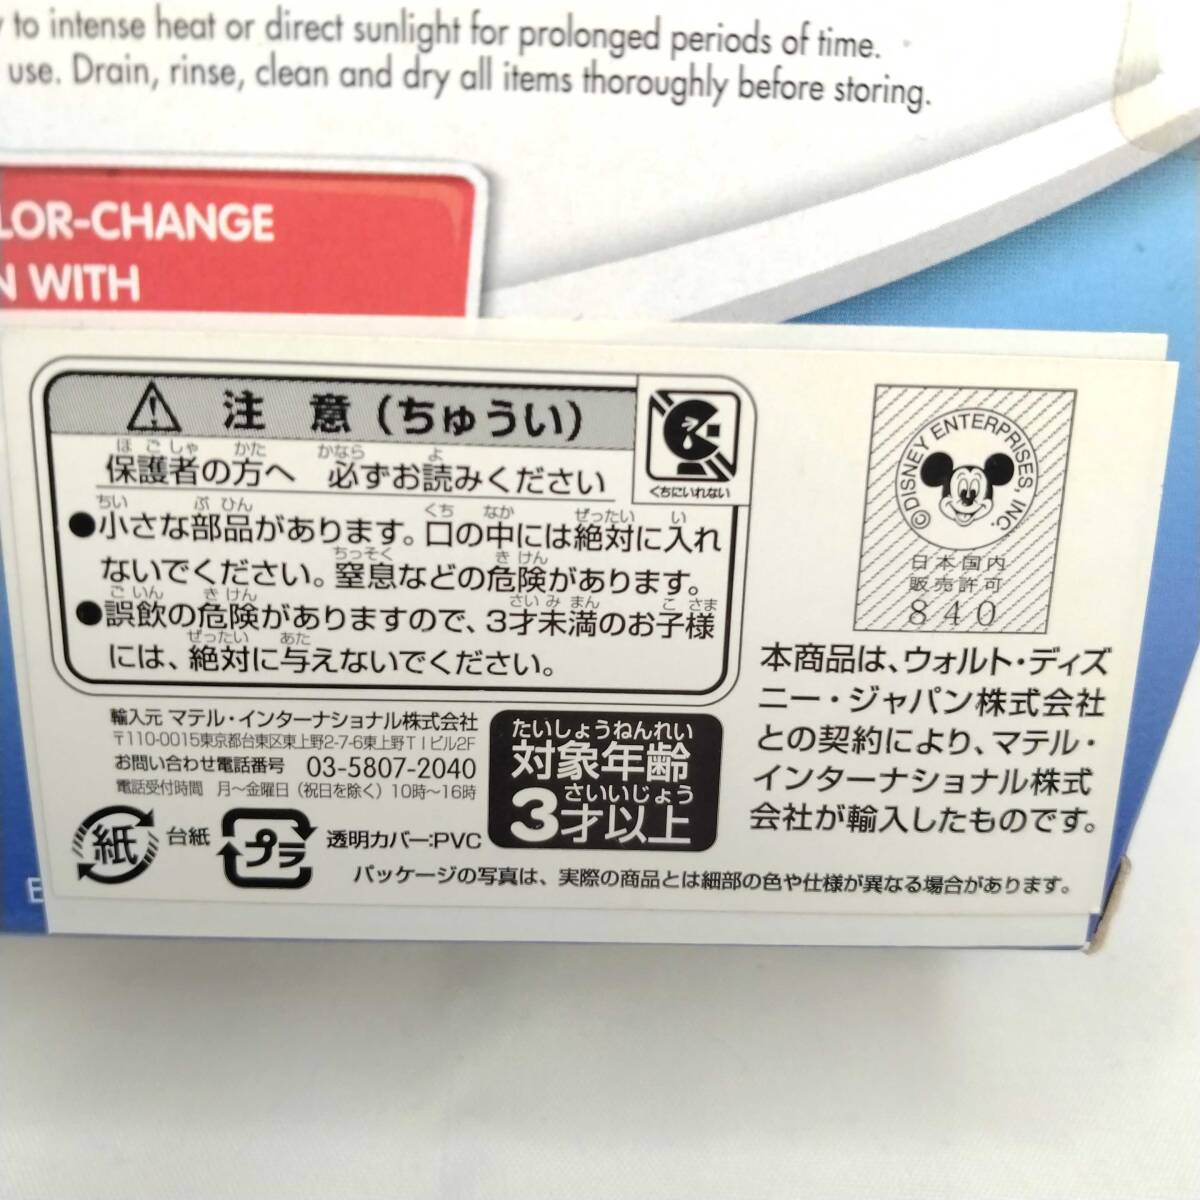 to intense heat or direct sunlight for prolonged periods of time.
use. Drain, rinse, clean and dry all items thoroughly before storing.
LOR-CHANGE
N WITH
注 意(ちゅうい)
ほごしゃ かた かなら よ
保護者の方へ 必ずお読みください
くちにいれない
ちい ぶひん くち なか ぜったい い
●小さな部品があります。口の中には絶対に入れ
ちっそく きけん
ないでください。窒息などの危険があります。
ごいん きけん さいみまん こさま
●誤飲の危険がありますので、3才未満のお子様
ぜったい あた
には、絶対に与えないでください。
輸入元 マテル・インターナショナル株式会社
〒110-0015東京都台東区東上野2-7-6東上野TIビル2F
お問い合わせ電話番号 03-5807-2040
電話受付時間 月~金曜日(祝日を除く)10時~16時
たいしょうねんれい
対象年齢
さいいじょう
3才以上
紙 台紙 プラ 透明カバー:PVC
パッケージの写真は、実際の商品とは細部の色や仕様が異なる場合があります。
©DISNEY ENTERPRISES, INC.
日本国内
販売許可
840
本商品は、ウォルト・ディズ
ニー・ジャパン株式会社
との契約により、マテル・
インターナショナル株式
会社が輸入したものです。